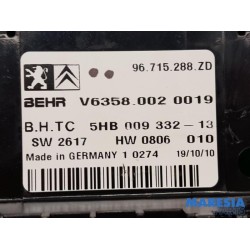 96.715.288.ZD
BEHR V6358.002 0019
B.H.TC 5HB 009 332-13
SW 2617 HW 0806 010
Made in GERMANY 1 0274 19/10/10
MARESIA